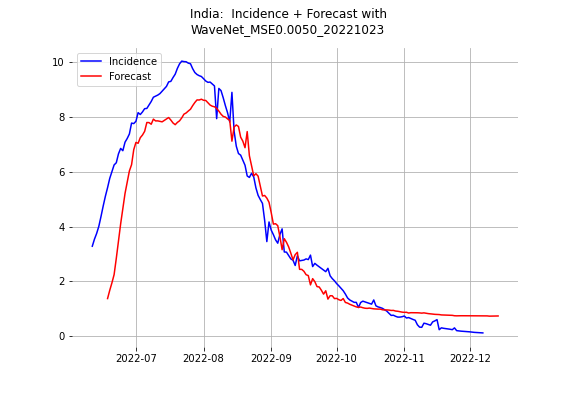 India:  Incidence + Forecast with
WaveNet_MSE0.0050_20221023
Incidence
Forecast
10
8
6
4
2
0
2022-07 2022-08 2022-09 2022-10 2022-11 2022-12